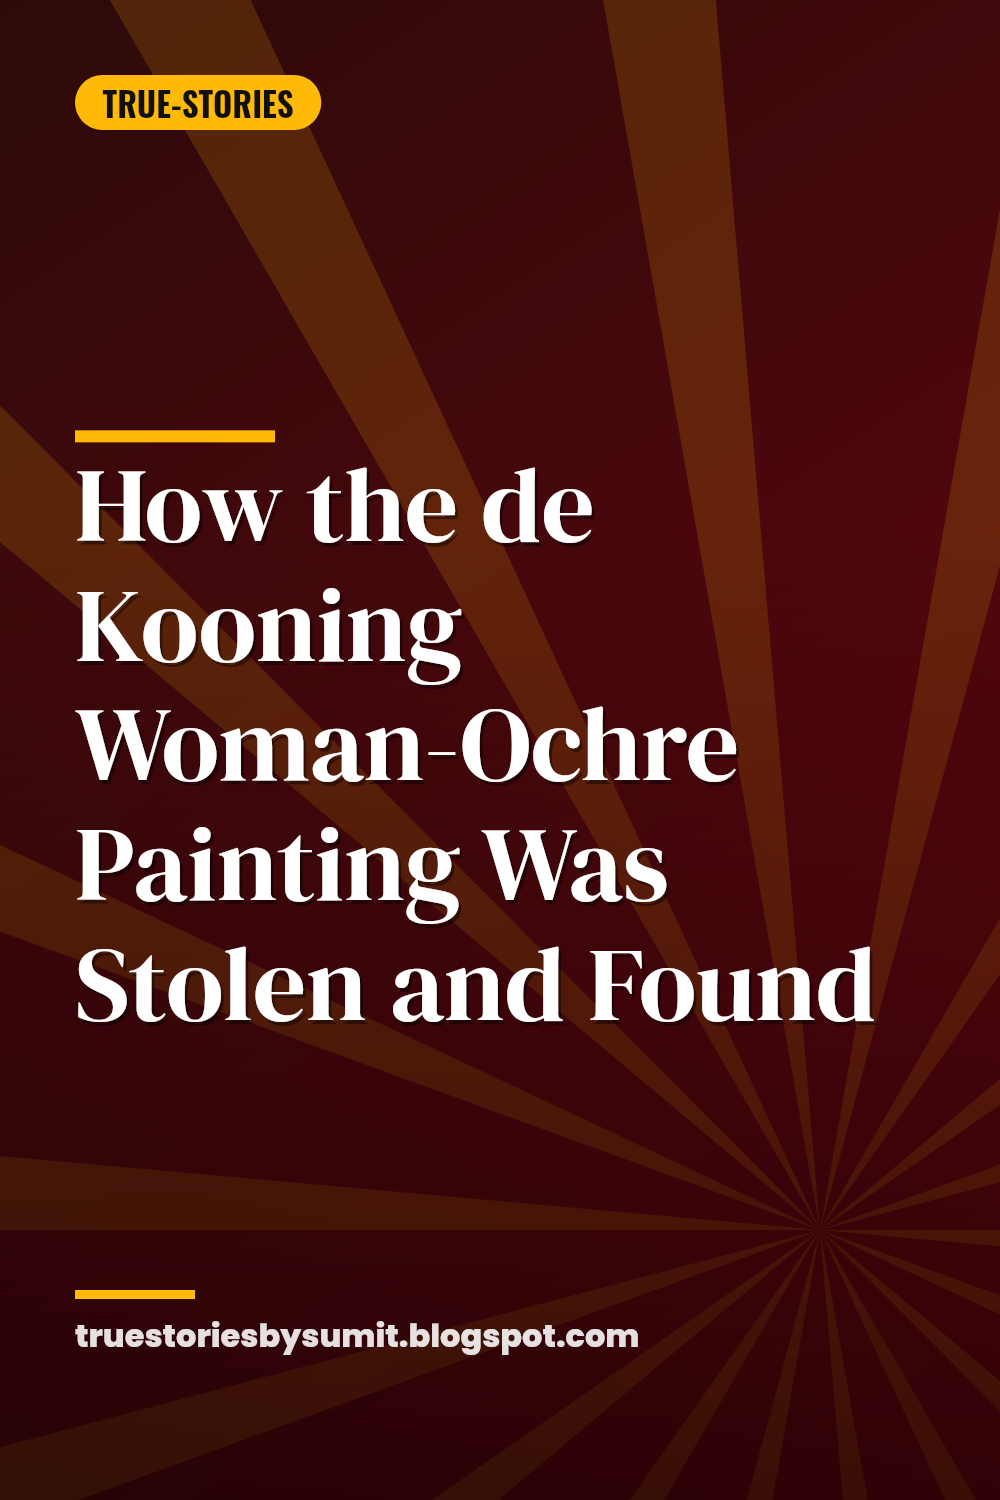 TRUE-STORIES
How the de
Kooning
Woman-Ochre
Painting Was
Stolen and Found
truestoriesbysumit.blogspot.com